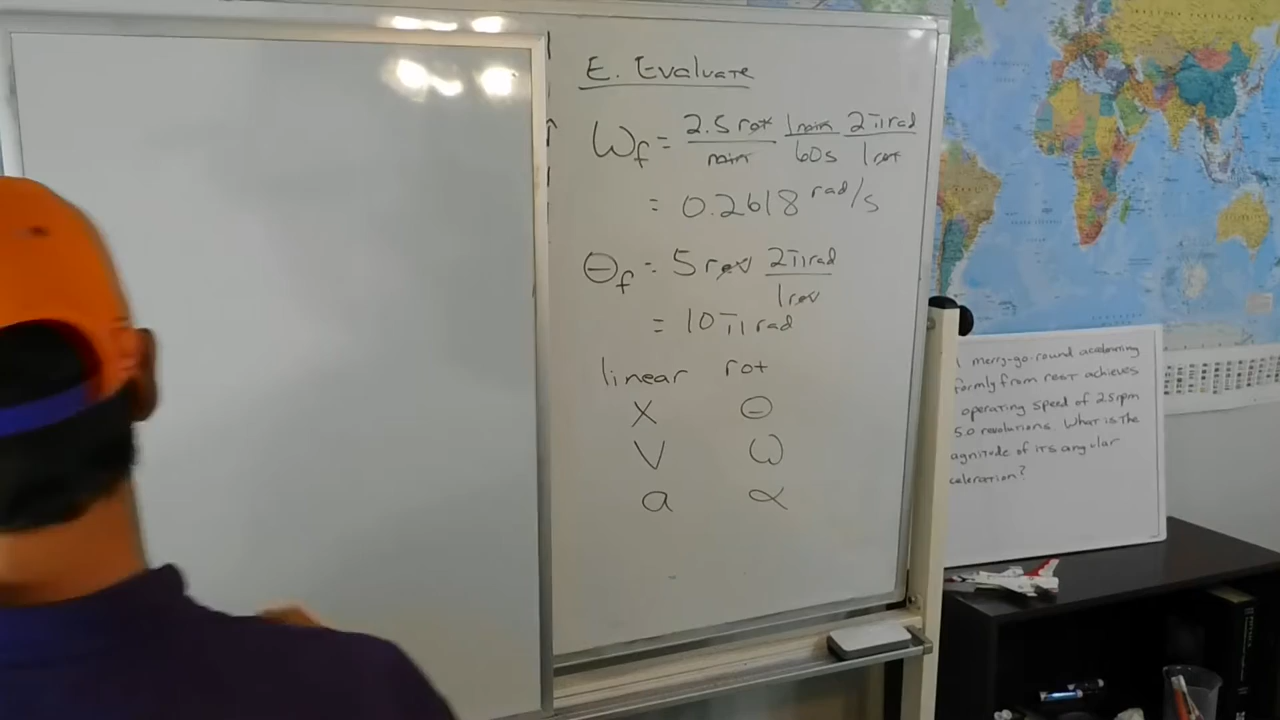 E. Evaluate
ωf = 2.5 rot/min 1 min/60s 2π rad/1 rot
= 0.2618 rad/s
Θf = 5 rev 2π rad/1 rev
= 10 π rad
linear rot
X Θ
V ω
a α
merry-go-round accelerating
formly from rest achieves
operating speed of 2.5 rpm
5.0 revolutions. What is the
agnitude of its angular
celeration?